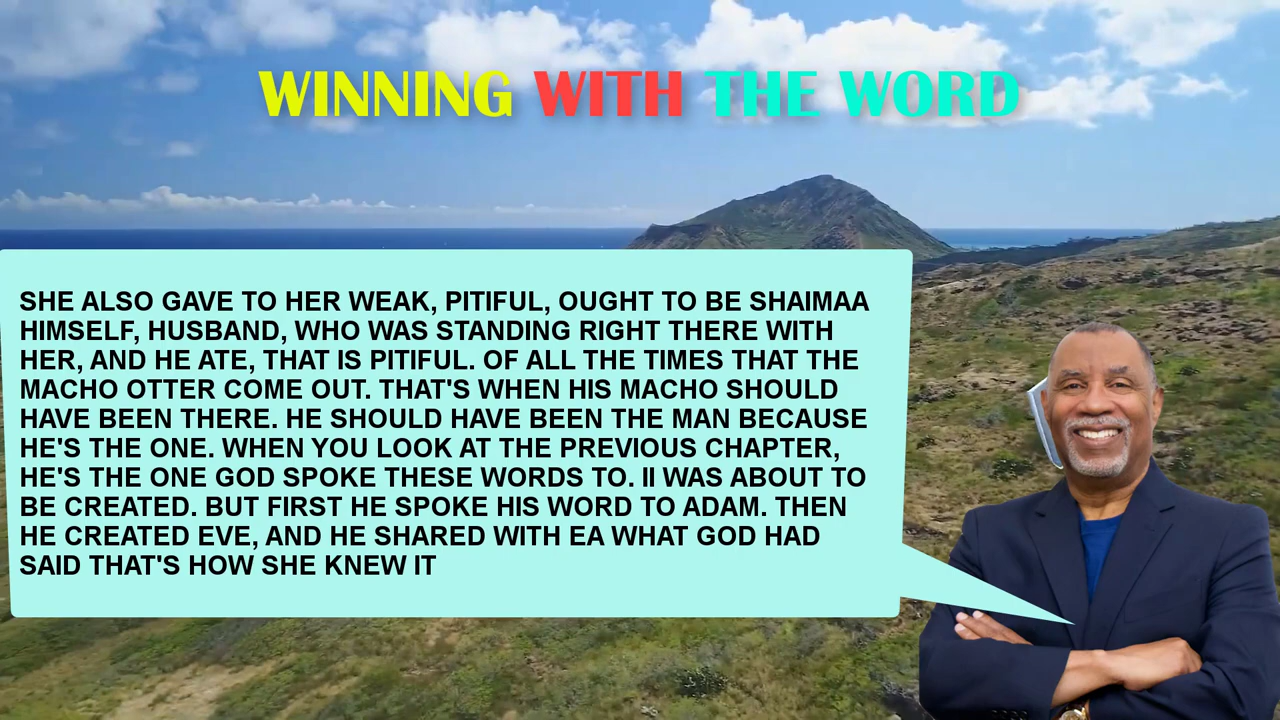 WINNING WITH THE WORD
SHE ALSO GAVE TO HER WEAK, PITIFUL, OUGHT TO BE SHAIMAA
HIMSELF, HUSBAND, WHO WAS STANDING RIGHT THERE WITH
HER, AND HE ATE, THAT IS PITIFUL. OF ALL THE TIMES THAT THE
MACHO OTTER COME OUT. THAT'S WHEN HIS MACHO SHOULD
HAVE BEEN THERE. HE SHOULD HAVE BEEN THE MAN BECAUSE
HE'S THE ONE. WHEN YOU LOOK AT THE PREVIOUS CHAPTER,
HE'S THE ONE GOD SPOKE THESE WORDS TO. II WAS ABOUT TO
BE CREATED. BUT FIRST HE SPOKE HIS WORD TO ADAM. THEN
HE CREATED EVE, AND HE SHARED WITH EA WHAT GOD HAD
SAID THAT'S HOW SHE KNEW IT